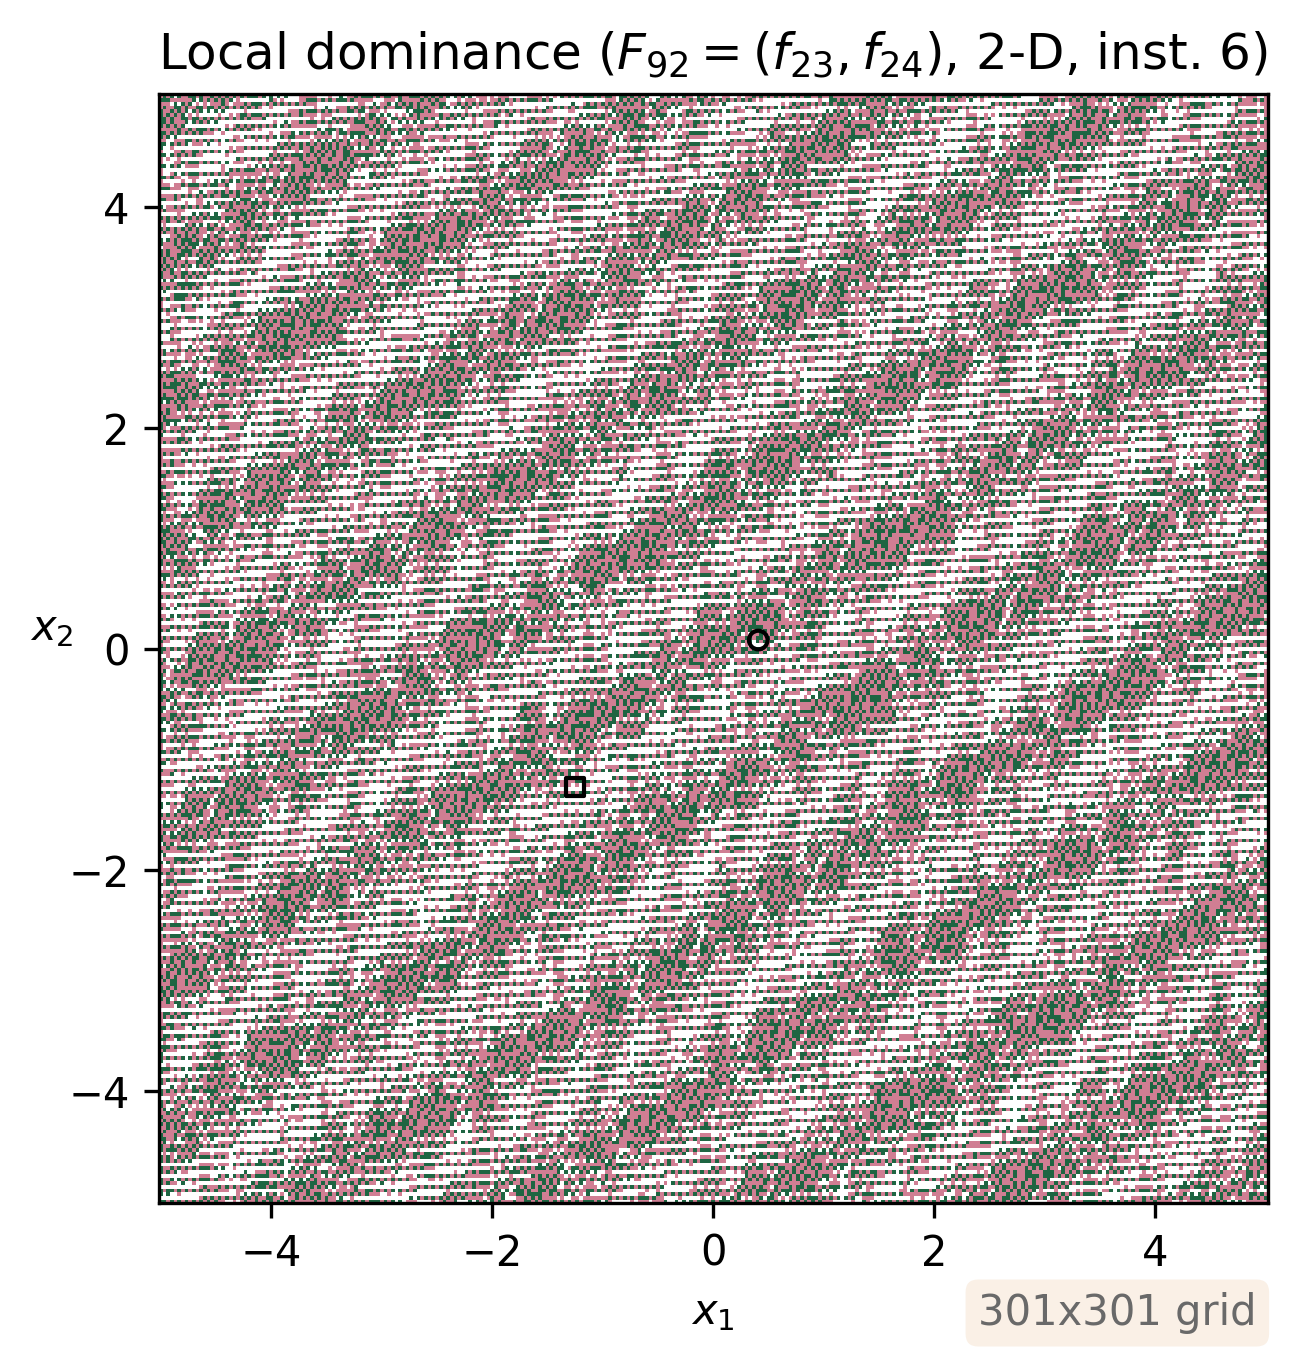 Local dominance (F₉₂ = (f₂₃, f₂₄), 2-D, inst. 6)
4
2
x₂
0
−2
−4
−4 −2 0 2 4
x₁
301x301 grid